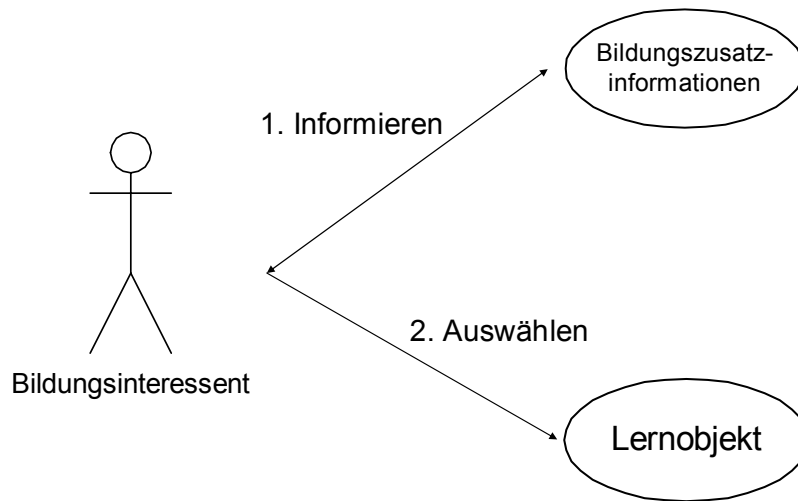 Bildungszusatz-
informationen
1. Informieren
2. Auswählen
Bildungsinteressent
Lernobjekt